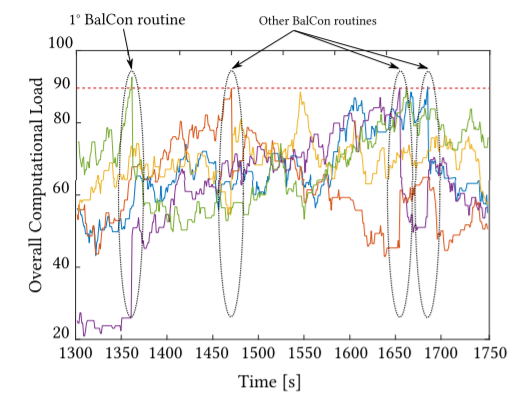 1° BalCon routine
Other BalCon routines
100
90
80
60
40
20
Overall Computational Load
1300 1350 1400 1450 1500 1550 1600 1650 1700 1750
Time [s]